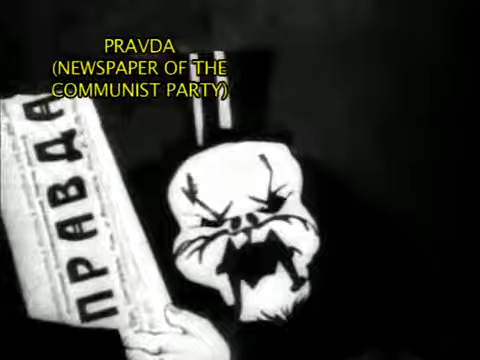 PRAVDA
(NEWSPAPER OF THE
COMMUNIST PARTY)
ПРАВДА